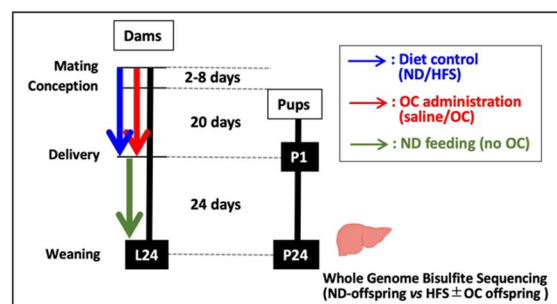 Dams
Mating
Conception
2-8 days
Pups
20 days
Delivery
P1
24 days
Weaning
L24
P24
: Diet control
(ND/HFS)
: OC administration
(saline/OC)
: ND feeding (no OC)
Whole Genome Bisulfite Sequencing
(ND-offspring vs HFS±OC offspring )